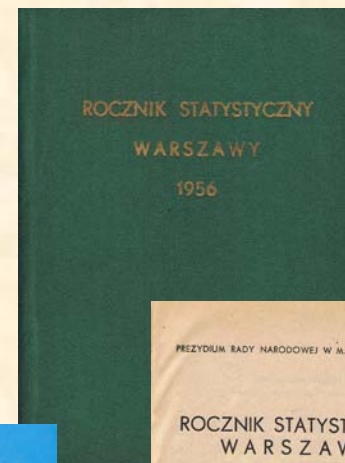 ROCZNIK STATYSTYCZNY
WARSZAWY
1956
PREZYDIUM RADY NARODOWEJ W M.
ROCZNIK STATYST
WARSZAW